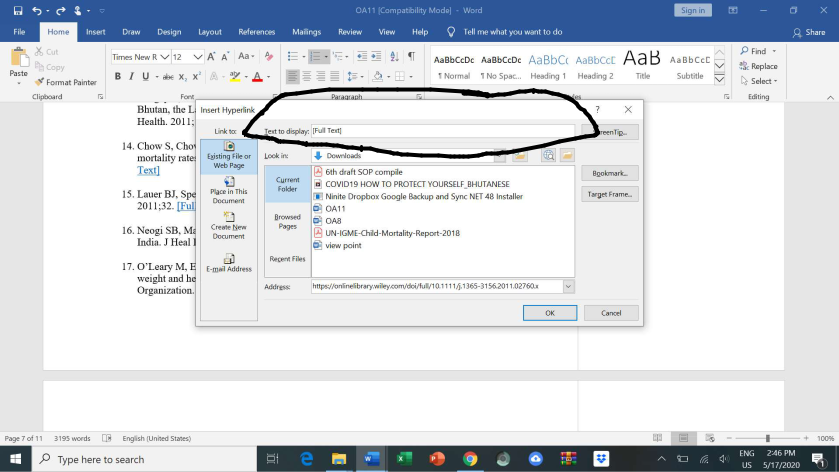 OA11 [Compatibility Mode] - Word
Sign in
File Home Insert Draw Design Layout References Mailings Review View Help Tell me what you want to do Share
Paste
Cut
Copy
Format Painter
Clipboard
Times New R 12
Font
Paragraph
AaBbCcDc AaBbCcDc AaBbCc AaBbCcC AaB AaBbCcC
¶ Normal ¶ No Spac... Heading 1 Heading 2 Title Subtitle
Find
Replace
Select
Editing
Bhutan, the La
Health. 2011;
14. Chow S, Chow
mortality rates
Text]
15. Lauer BJ, Spe
2011;32. [Full
16. Neogi SB, Ma
India. J Heal I
17. O’Leary M, E
weight and he
Organization.
Insert Hyperlink
? ×
Link to:
Text to display: [Full Text]
ScreenTip...
Existing File or
Web Page
Place in This
Document
Create New
Document
E-mail Address
Look in: Downloads
Current
Folder
Browsed
Pages
Recent Files
6th draft SOP compile
COVID19 HOW TO PROTECT YOURSELF_BHUTANESE
Ninite Dropbox Google Backup and Sync NET 48 Installer
OA11
OA8
UN-IGME-Child-Mortality-Report-2018
view point
Bookmark...
Target Frame...
Address: https://onlinelibrary.wiley.com/doi/full/10.1111/j.1365-3156.2011.02760.x
OK Cancel
Page 7 of 11 3195 words English (United States) 100%
Type here to search
ENG
US
2:46 PM
5/17/2020